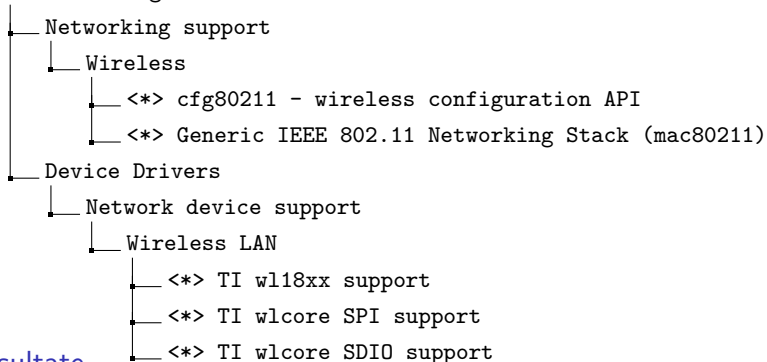 Networking support
Wireless
<*> cfg80211 - wireless configuration API
<*> Generic IEEE 802.11 Networking Stack (mac80211)
Device Drivers
Network device support
Wireless LAN
<*> TI wl18xx support
<*> TI wlcore SPI support
<*> TI wlcore SDIO support